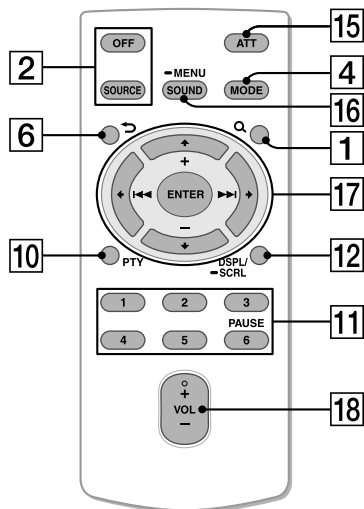 OFF
ATT
15
2
–MENU
4
SOURCE
SOUND
MODE
16
6
1
+
ENTER
17
–
10
PTY
DSPL/
–SCRL
12
1
2
3
11
PAUSE
4
5
6
+
VOL
18
–